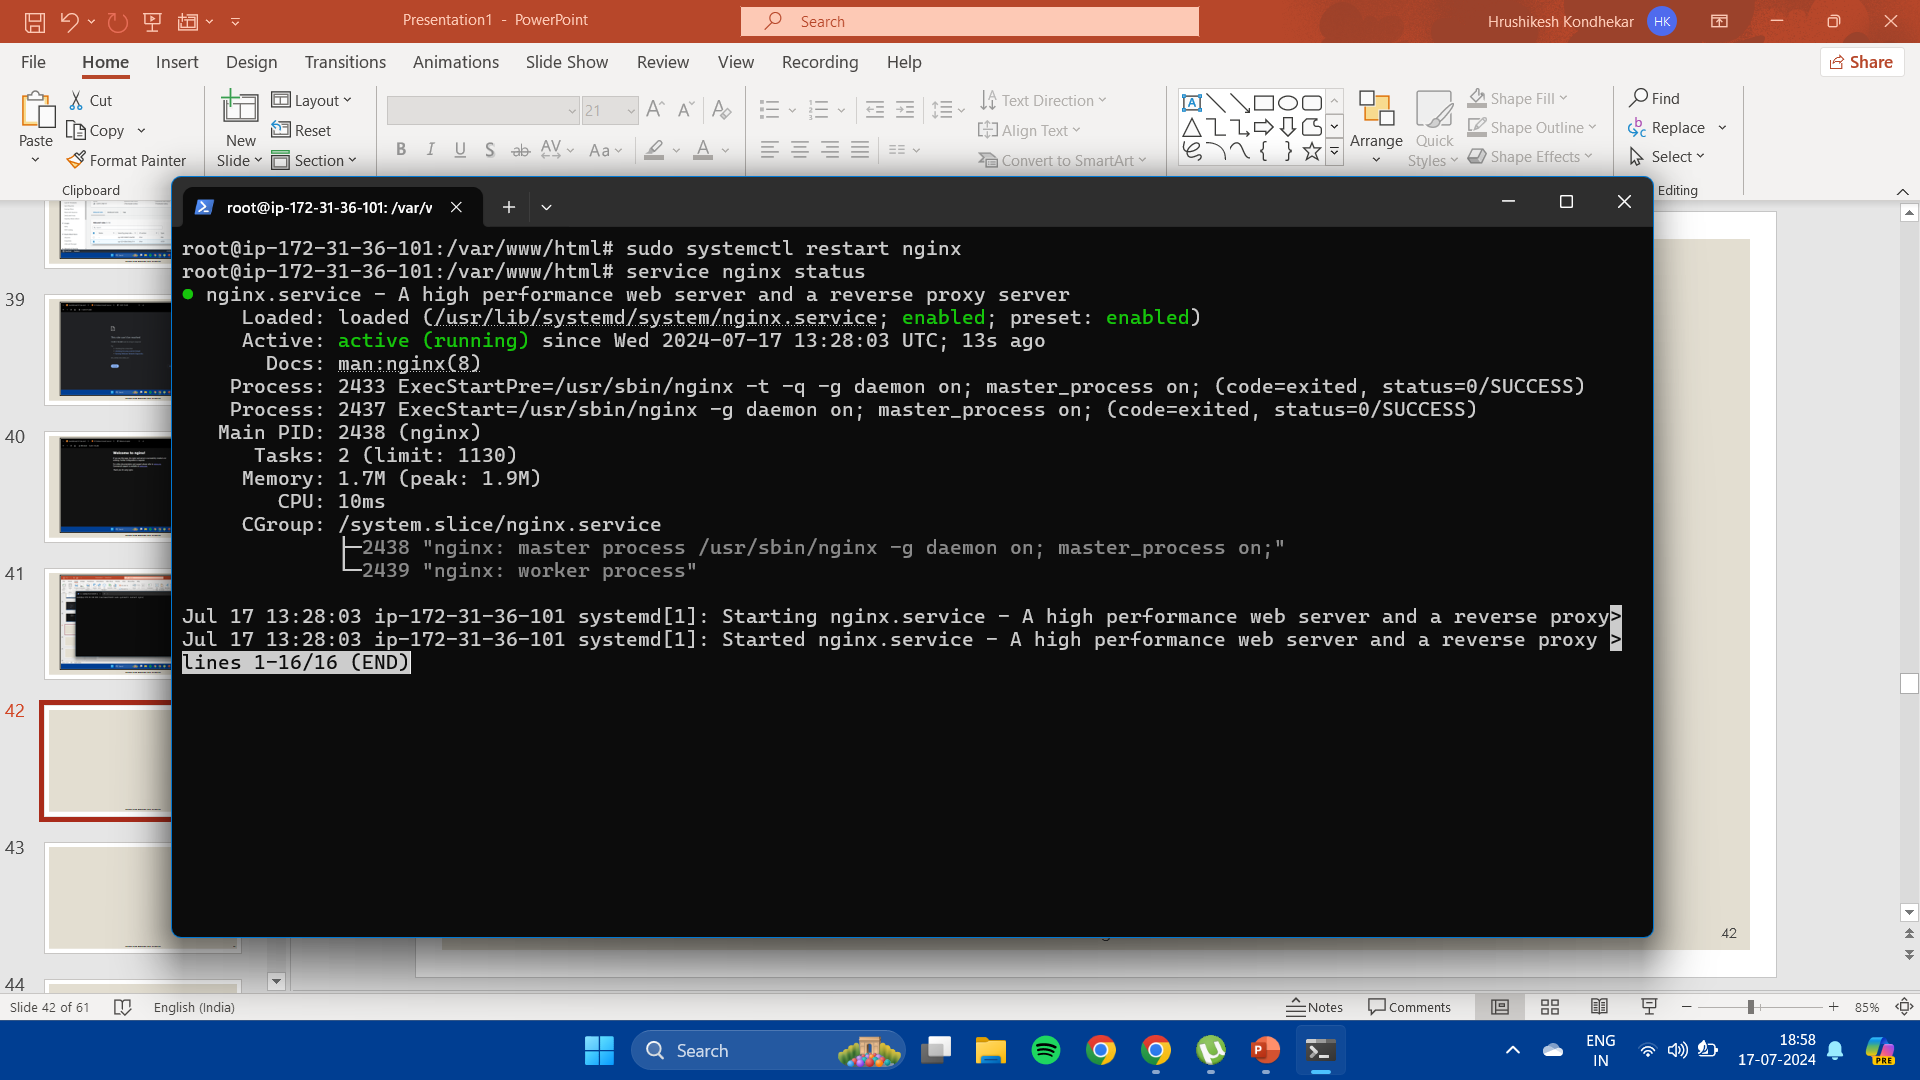 Presentation1 - PowerPoint
Search
Hrushikesh Kondhekar
HK
File Home Insert Design Transitions Animations Slide Show Review View Recording Help
Share
Paste
Cut
Copy
Format Painter
Clipboard
New
Slide
Layout
Reset
Section
21
Text Direction
Align Text
Convert to SmartArt
Arrange
Quick
Styles
Shape Fill
Shape Outline
Shape Effects
Find
Replace
Select
Editing
root@ip-172-31-36-101: /var/v
root@ip-172-31-36-101:/var/www/html# sudo systemctl restart nginx
root@ip-172-31-36-101:/var/www/html# service nginx status
● nginx.service - A high performance web server and a reverse proxy server
Loaded: loaded (/usr/lib/systemd/system/nginx.service; enabled; preset: enabled)
Active: active (running) since Wed 2024-07-17 13:28:03 UTC; 13s ago
Docs: man:nginx(8)
Process: 2433 ExecStartPre=/usr/sbin/nginx -t -q -g daemon on; master_process on; (code=exited, status=0/SUCCESS)
Process: 2437 ExecStart=/usr/sbin/nginx -g daemon on; master_process on; (code=exited, status=0/SUCCESS)
Main PID: 2438 (nginx)
Tasks: 2 (limit: 1130)
Memory: 1.7M (peak: 1.9M)
CPU: 10ms
CGroup: /system.slice/nginx.service
├─2438 "nginx: master process /usr/sbin/nginx -g daemon on; master_process on;"
└─2439 "nginx: worker process"
Jul 17 13:28:03 ip-172-31-36-101 systemd[1]: Starting nginx.service - A high performance web server and a reverse proxy>
Jul 17 13:28:03 ip-172-31-36-101 systemd[1]: Started nginx.service - A high performance web server and a reverse proxy >
lines 1-16/16 (END)
39
40
Welcome to nginx!
41
42
43
44
42
Slide 42 of 61
English (India)
Notes
Comments
85%
Search
ENG
IN
18:58
17-07-2024
PRE